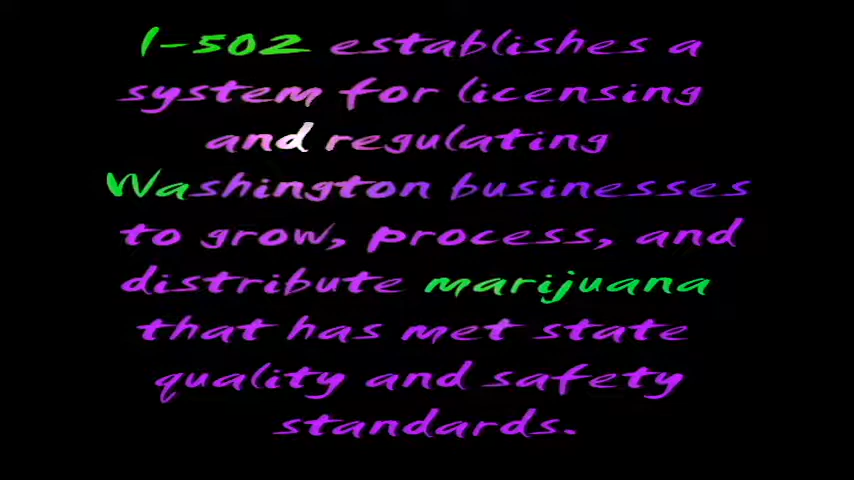 I-502 establishes a
system for licensing
and regulating
Washington businesses
to grow, process, and
distribute marijuana
that has met state
quality and safety
standards.